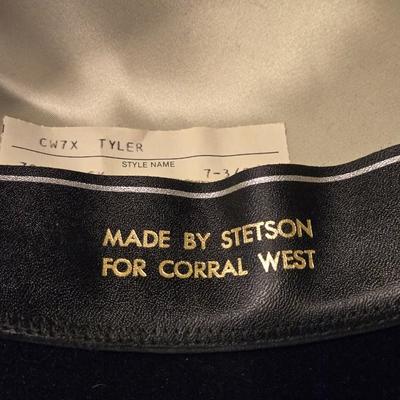 CW7X TYLER
STYLE NAME
MADE BY STETSON
FOR CORRAL WEST